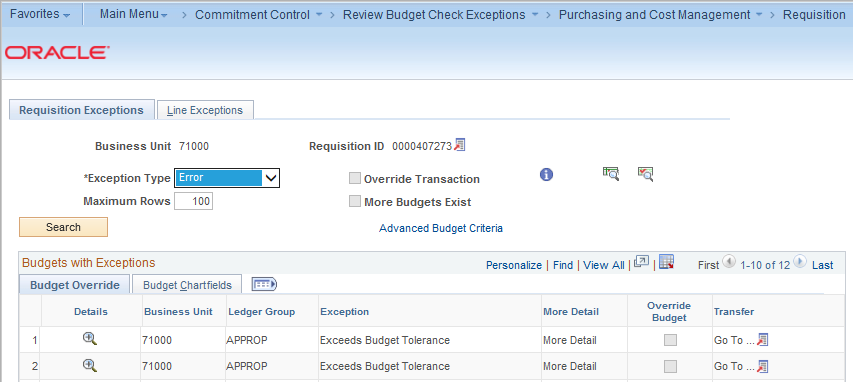 Favorites Main Menu > Commitment Control > Review Budget Check Exceptions > Purchasing and Cost Management > Requisition
ORACLE
Requisition Exceptions Line Exceptions
Business Unit 71000 Requisition ID 0000407273
*Exception Type Error Override Transaction
Maximum Rows 100 More Budgets Exist
Search Advanced Budget Criteria
Budgets with Exceptions Personalize | Find | View All | | First 1-10 of 12 Last
Budget Override Budget Chartfields
Details Business Unit Ledger Group Exception More Detail Override Budget Transfer
1 71000 APPROP Exceeds Budget Tolerance More Detail Go To ...
2 71000 APPROP Exceeds Budget Tolerance More Detail Go To ...